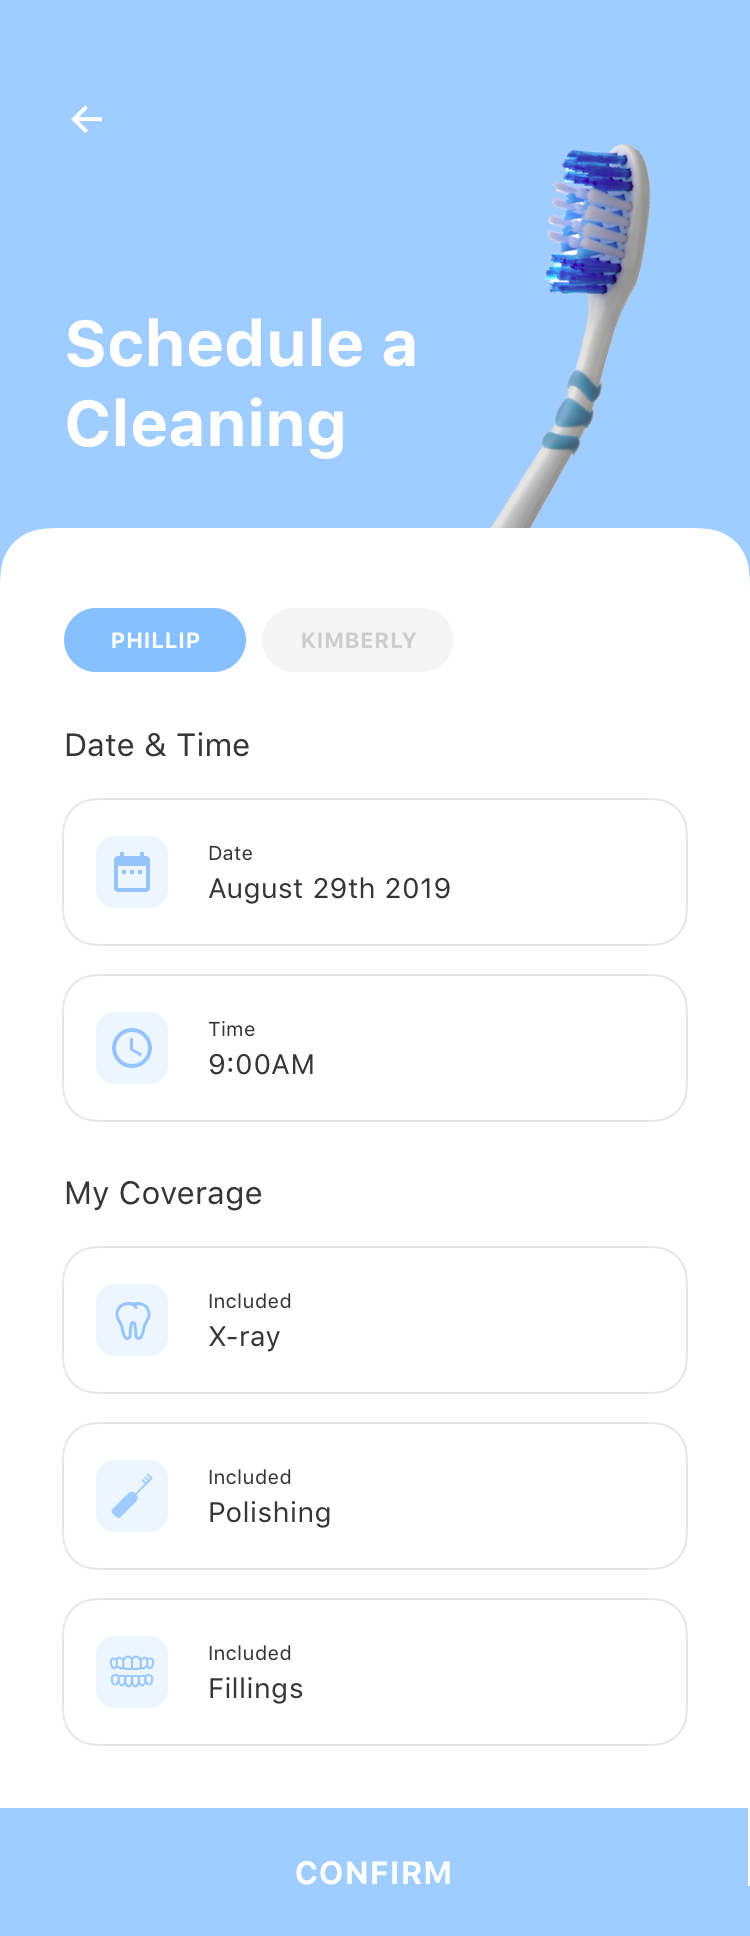 Schedule a
Cleaning
PHILLIP
KIMBERLY
Date & Time
Date
August 29th 2019
Time
9:00AM
My Coverage
Included
X-ray
Included
Polishing
Included
Fillings
CONFIRM